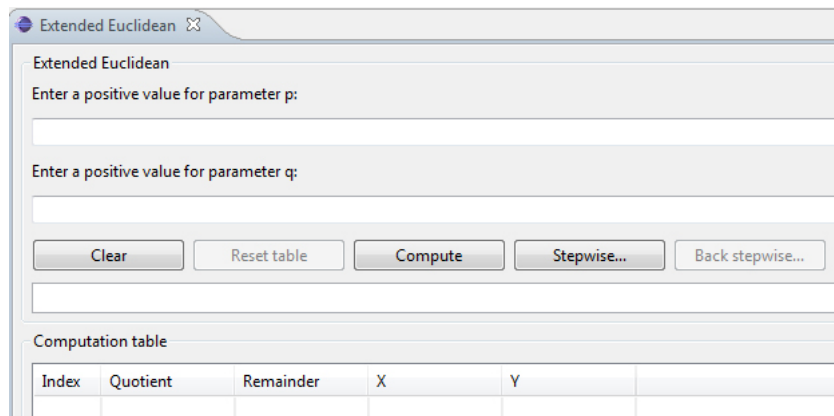 Extended Euclidean
Extended Euclidean
Enter a positive value for parameter p:
Enter a positive value for parameter q:
Clear Reset table Compute Stepwise... Back stepwise...
Computation table
Index Quotient Remainder X Y